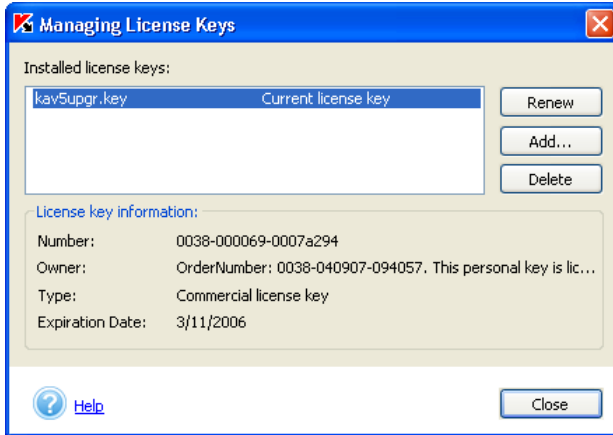 Managing License Keys
Installed license keys:
kav5upgr.key Current license key
Renew
Add...
Delete
License key information:
Number: 0038-000069-0007a294
Owner: OrderNumber: 0038-040907-094057. This personal key is lic...
Type: Commercial license key
Expiration Date: 3/11/2006
Help
Close